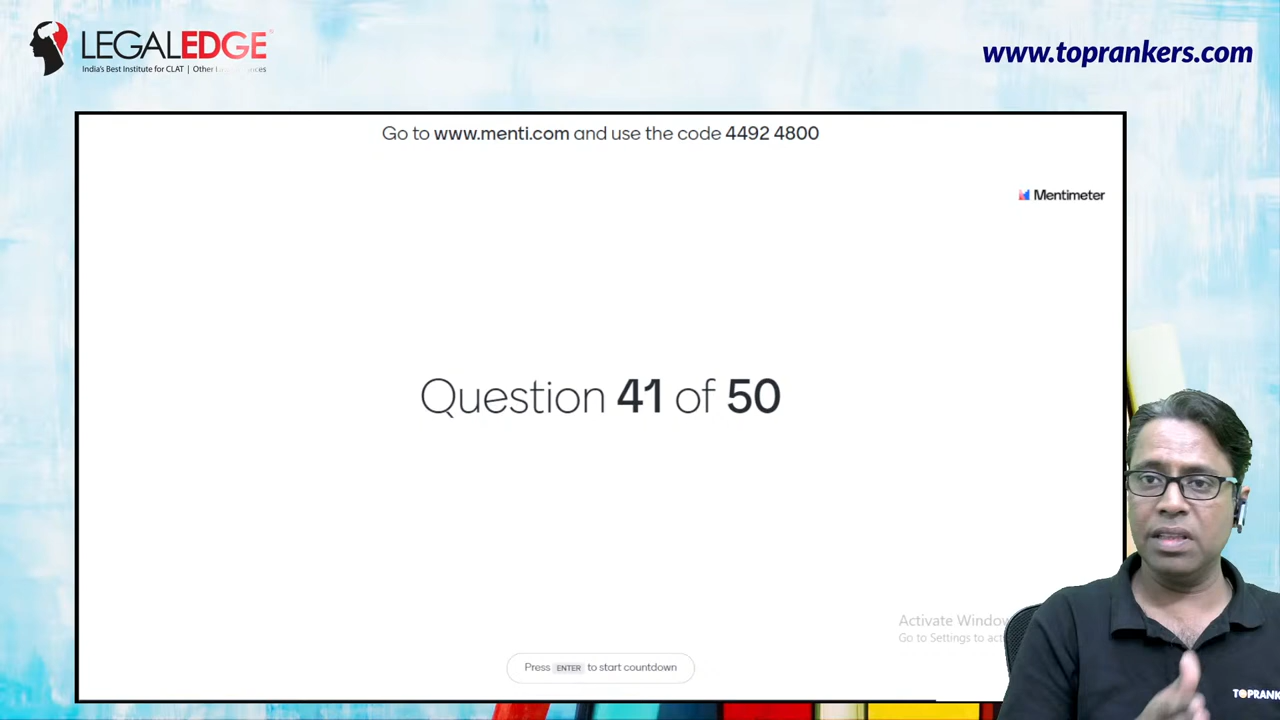 LEGALEDGE
India's Best Institute for CLAT | Other
www.toprankers.com
Go to www.menti.com and use the code 4492 4800
Mentimeter
Question 41 of 50
Activate Window
Go to Settings to
Press ENTER to start countdown
TOPRANK